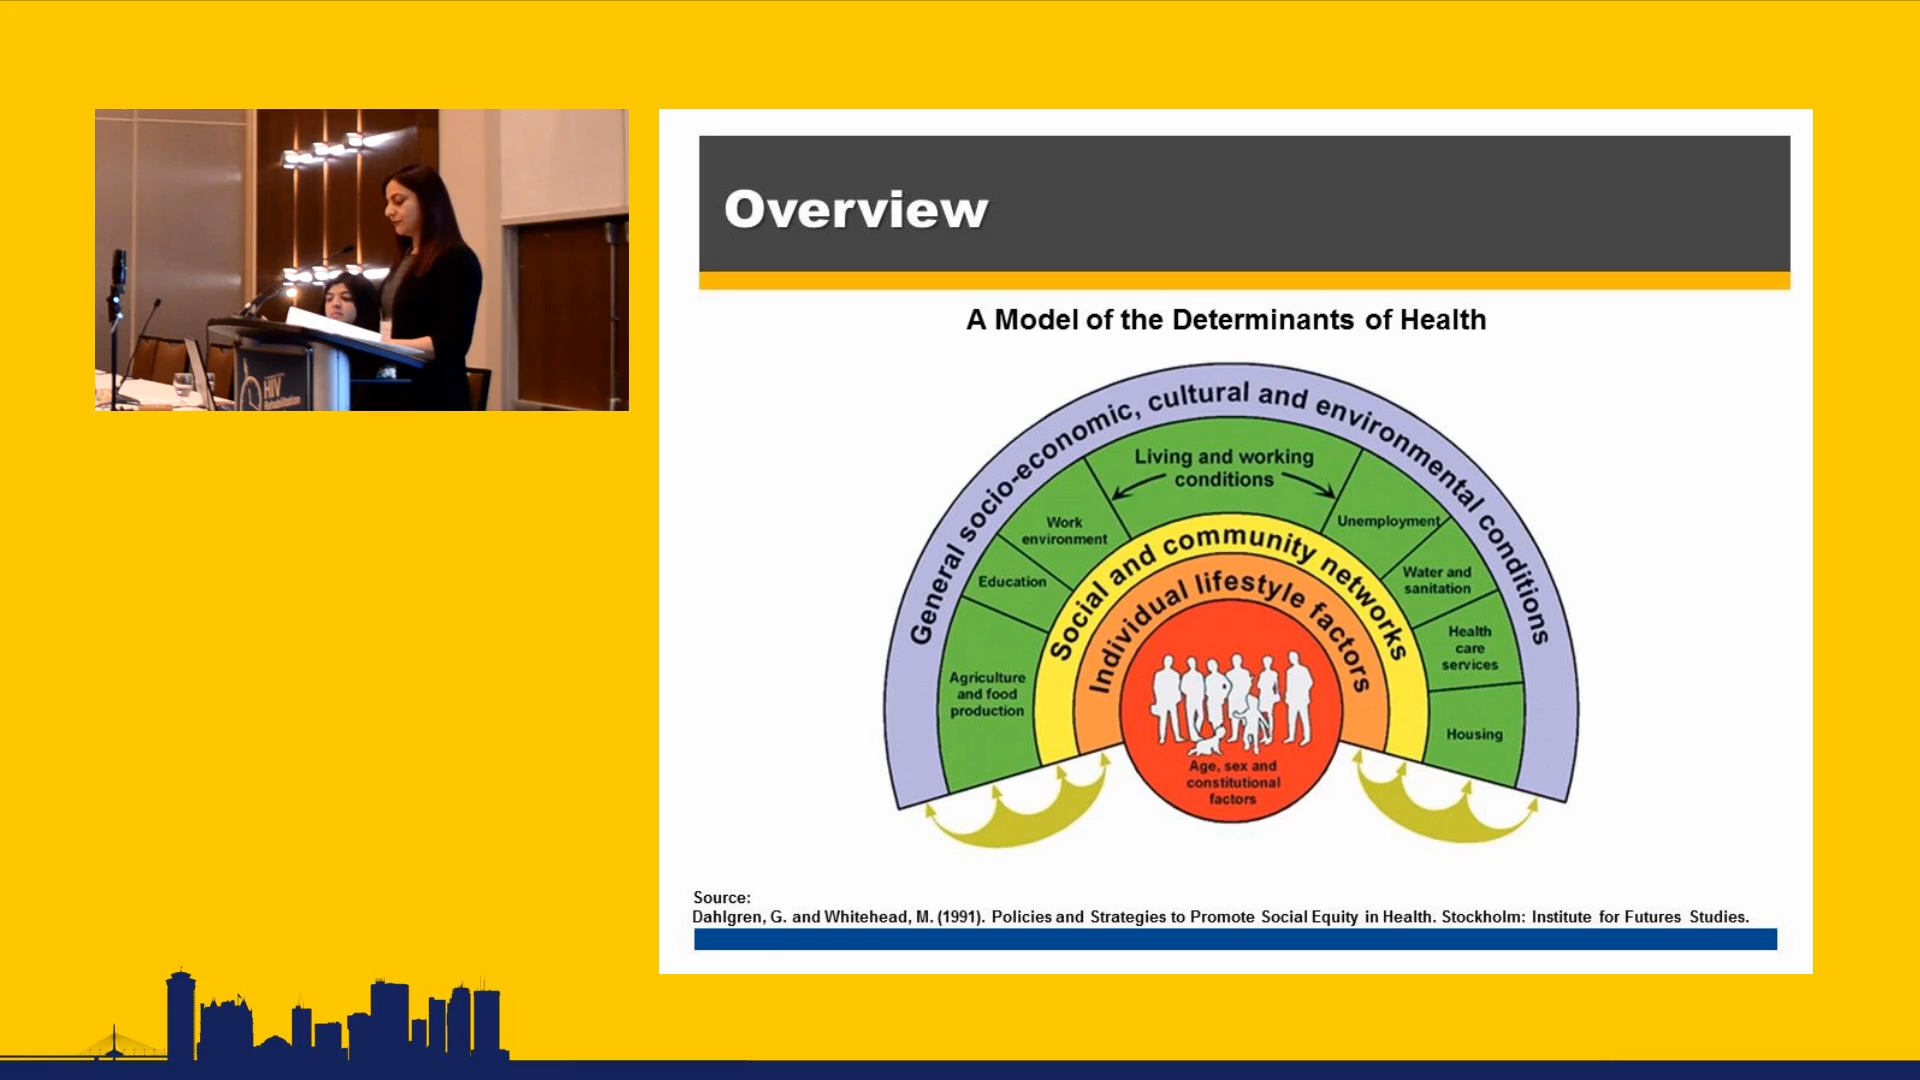 Overview
A Model of the Determinants of Health
General socio-economic, cultural and environmental conditions
Living and working
conditions
Work
environment
Unemployment
Education
Water and
sanitation
Social and community networks
Individual lifestyle factors
Health
care
services
Agriculture
and food
production
Housing
Age, sex and
constitutional
factors
HIV
Source:
Dahlgren, G. and Whitehead, M. (1991). Policies and Strategies to Promote Social Equity in Health. Stockholm: Institute for Futures Studies.